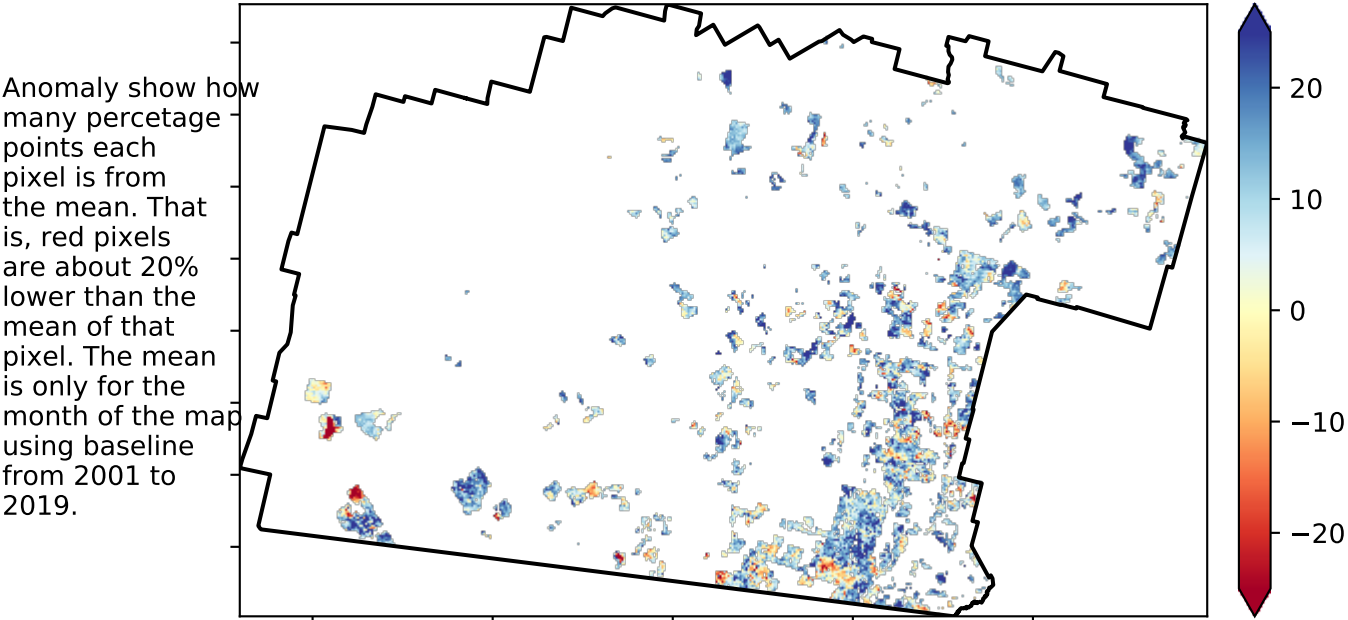 Anomaly show how
many percetage
points each
pixel is from
the mean. That
is, red pixels
are about 20%
lower than the
mean of that
pixel. The mean
is only for the
month of the map
using baseline
from 2001 to
2019.
20
10
0
−10
−20